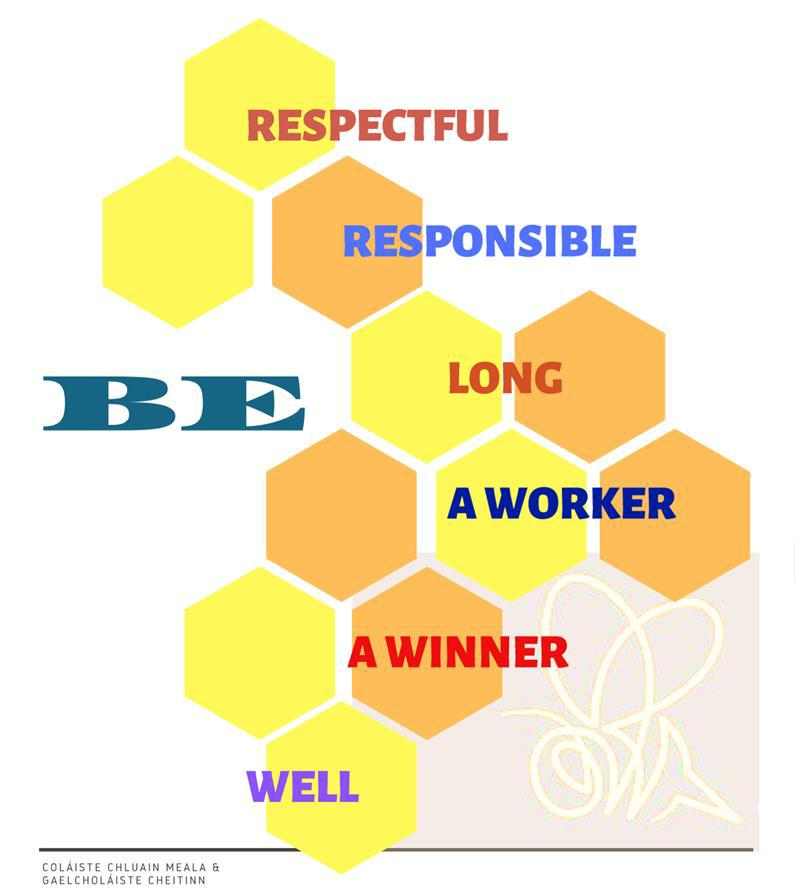 RESPECTFUL
RESPONSIBLE
LONG
BE
A WORKER
A WINNER
WELL
COLÁISTE CHLUAIN MEALA &
GAELCHOLÁISTE CHEITINN